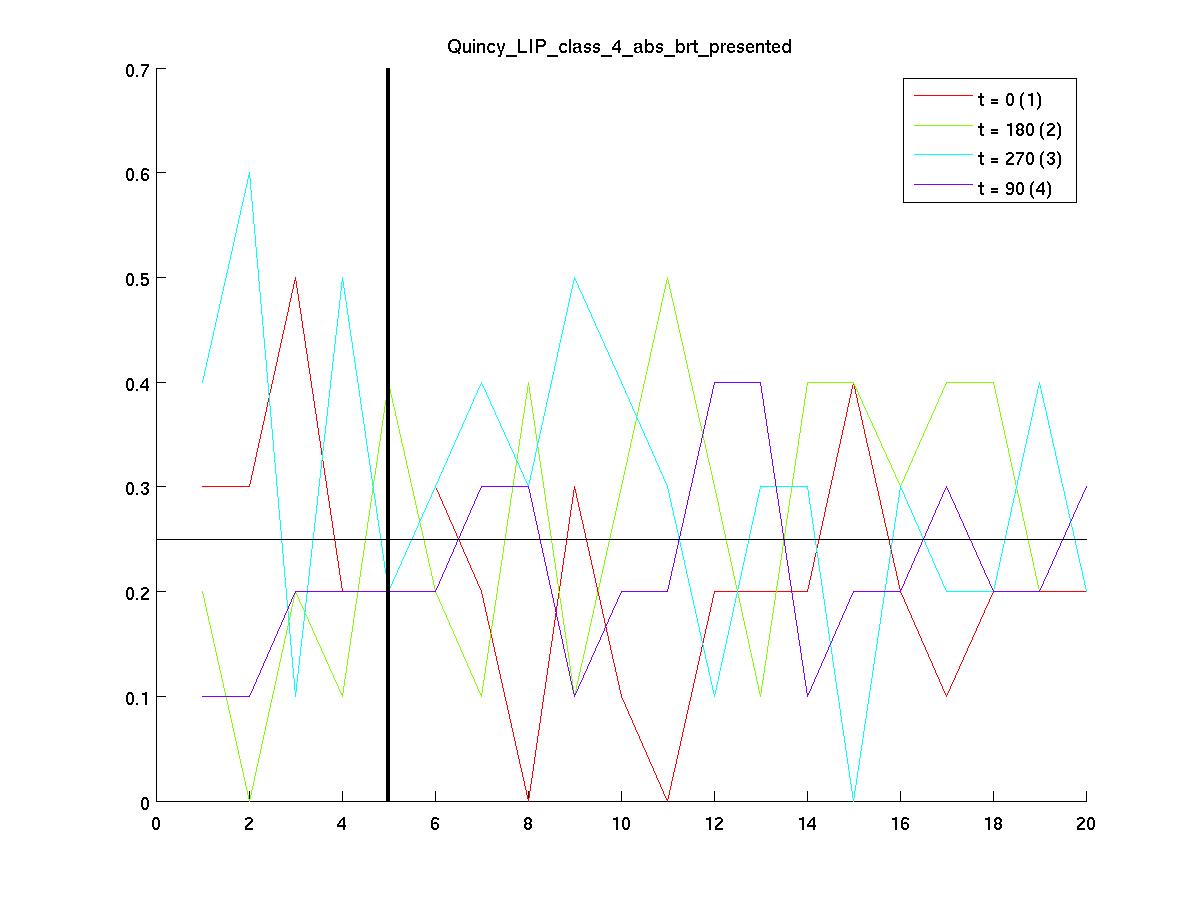 Quincy_LIP_class_4_abs_brt_presented
t = 0 (1)
t = 180 (2)
t = 270 (3)
t = 90 (4)
0.7
0.6
0.5
0.4
0.3
0.2
0.1
0
0 2 4 6 8 10 12 14 16 18 20